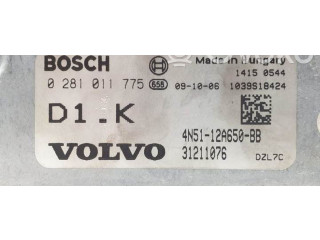 BOSCH
Made in Hungary
1415 0544
0 281 011 775
656
09-10-06 1039S18424
D1.K
VOLVO
4N51-12A650-BB
31211076
DZL7C